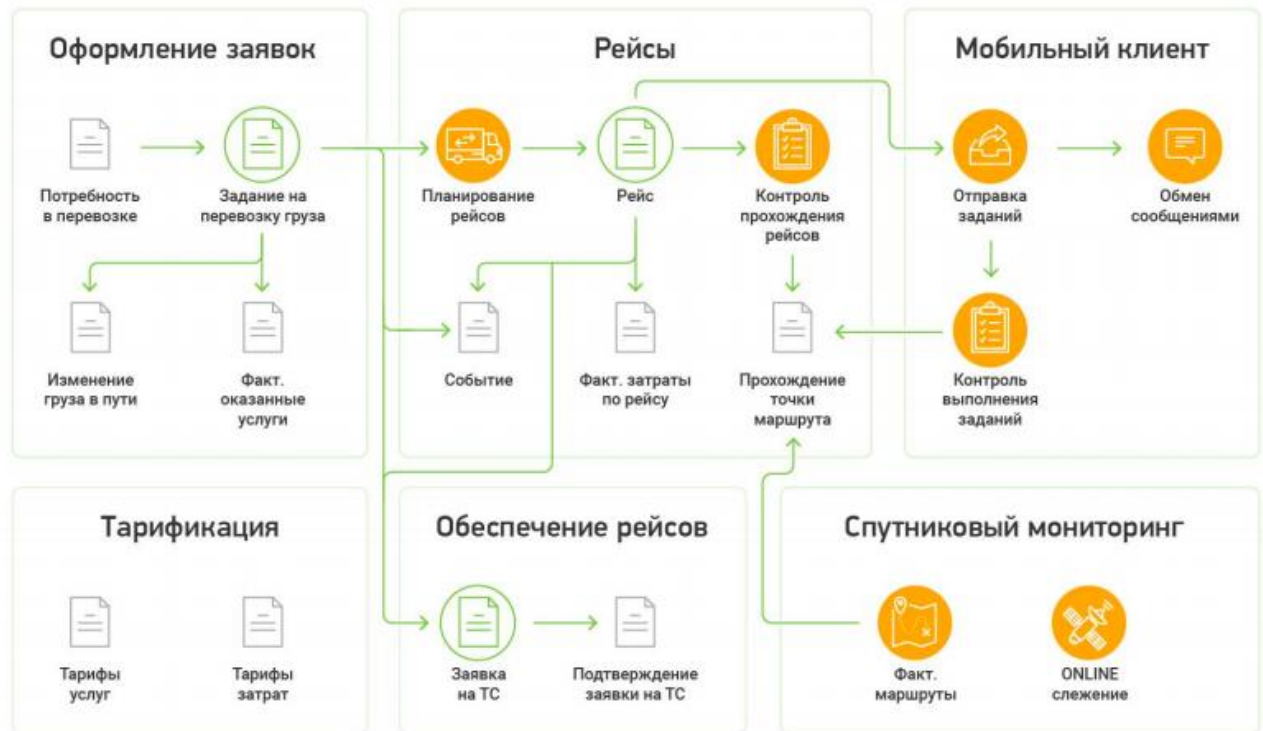 Оформление заявок
Потребность
в перевозке
Задание на
перевозку груза
Изменение
груза в пути
Факт.
оказанные
услуги
Рейсы
Планирование
рейсов
Рейс
Контроль
прохождения
рейсов
Событие
Факт. затраты
по рейсу
Прохождение
точки
маршрута
Мобильный клиент
Отправка
заданий
Обмен
сообщениями
Контроль
выполнения
заданий
Тарификация
Тарифы
услуг
Тарифы
затрат
Обеспечение рейсов
Заявка
на ТС
Подтверждение
заявки на ТС
Спутниковый мониторинг
Факт.
маршруты
ONLINE
слежение